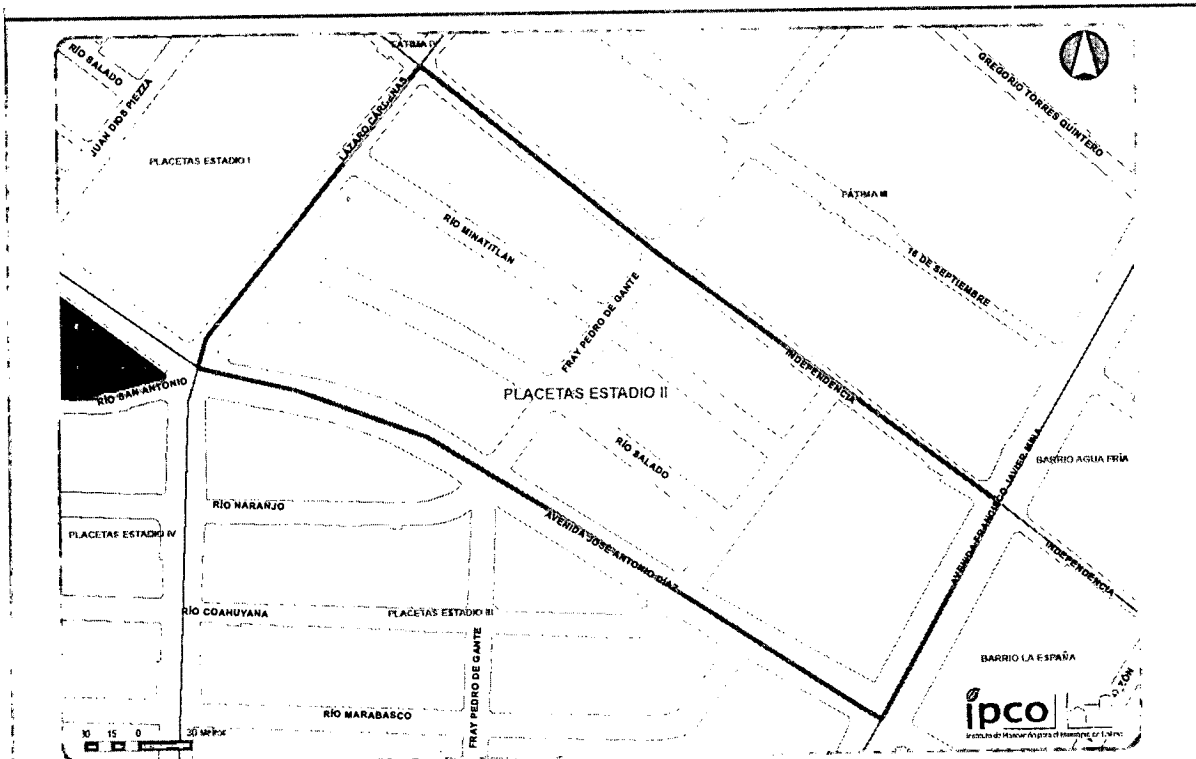 FÁTIMA IV
RÍO SALADO
JUAN DIOS PIEZZA
LÁZARO CÁRDENAS
GREGORIO TORRES QUINTERO
PLACETAS ESTADIO I
FÁTIMA III
RÍO MINATITLÁN
16 DE SEPTIEMBRE
FRAY PEDRO DE GANTE
INDEPENDENCIA
RÍO SAN ANTONIO
PLACETAS ESTADIO II
RÍO SALADO
AVENIDA FRANCISCO JAVIER MINA
BARRIO AGUA FRÍA
RÍO NARANJO
PLACETAS ESTADIO IV
AVENIDA JOSÉ ANTONIO DÍAZ
INDEPENDENCIA
RÍO COAHUYANA
PLACETAS ESTADIO III
FRAY PEDRO DE GANTE
BARRIO LA ESPAÑA
RÍO MARABASCO
ipco
15 0 30 Metros